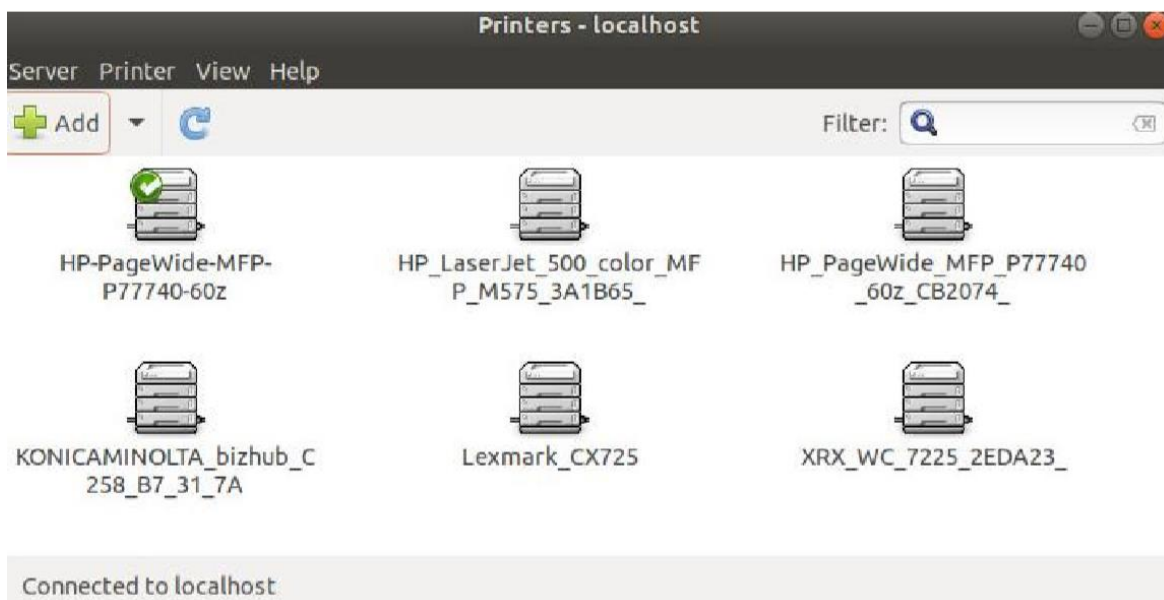 Printers - localhost
Server Printer View Help
Add Filter:
HP-PageWide-MFP-
P77740-60z
HP_LaserJet_500_color_MF
P_M575_3A1B65_
HP_PageWide_MFP_P77740
_60z_CB2074_
KONICAMINOLTA_bizhub_C
258_B7_31_7A
Lexmark_CX725
XRX_WC_7225_2EDA23_
Connected to localhost